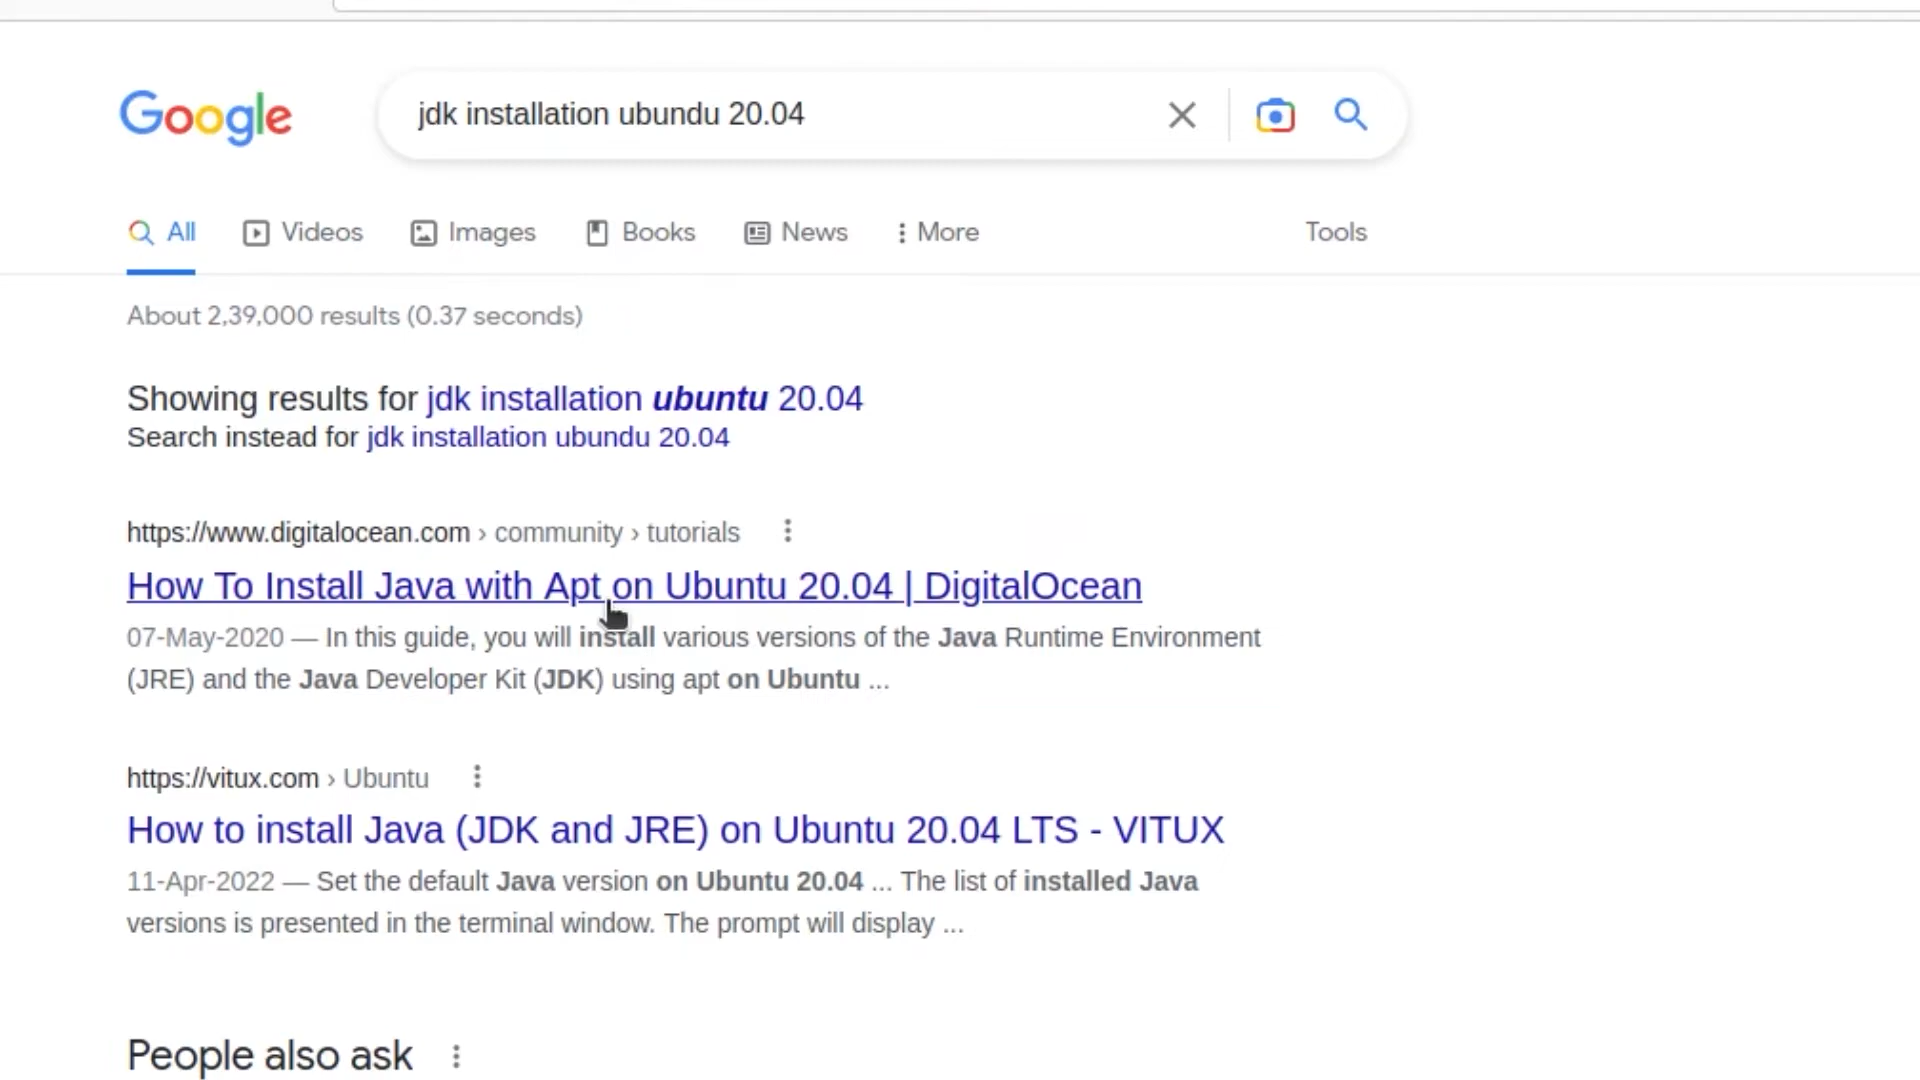 Google
jdk installation ubundu 20.04
All Videos Images Books News More Tools
About 2,39,000 results (0.37 seconds)
Showing results for jdk installation ubuntu 20.04
Search instead for jdk installation ubundu 20.04
https://www.digitalocean.com › community › tutorials
How To Install Java with Apt on Ubuntu 20.04 | DigitalOcean
07-May-2020 — In this guide, you will install various versions of the Java Runtime Environment
(JRE) and the Java Developer Kit (JDK) using apt on Ubuntu ...
https://vitux.com › Ubuntu
How to install Java (JDK and JRE) on Ubuntu 20.04 LTS - VITUX
11-Apr-2022 — Set the default Java version on Ubuntu 20.04 ... The list of installed Java
versions is presented in the terminal window. The prompt will display ...
People also ask